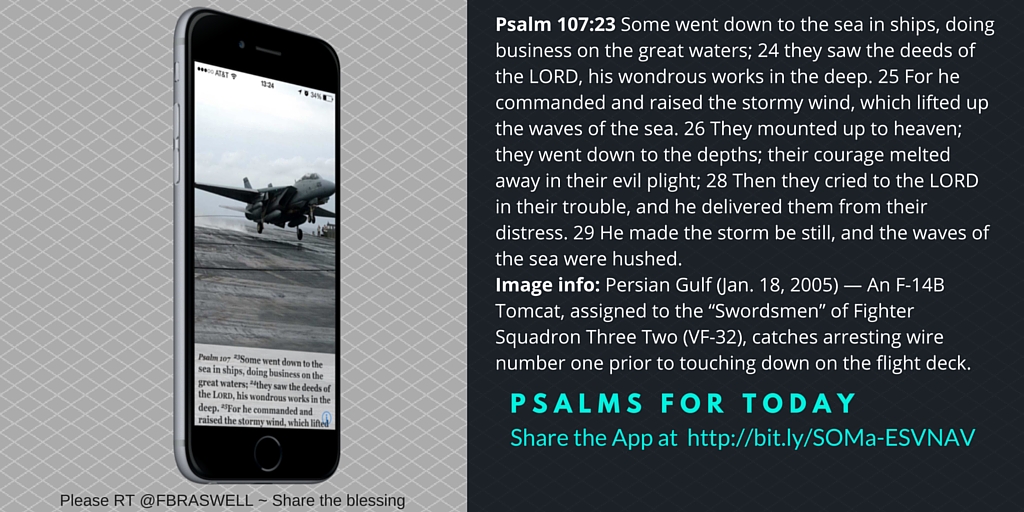 ●●●○○ AT&T
13:24
34%
Psalm 107 ²³Some went down to the
sea in ships, doing business on the
great waters; ²⁴they saw the deeds of
the LORD, his wondrous works in the
deep. ²⁵For he commanded and
raised the stormy wind, which lifted
Please RT @FBRASWELL ~ Share the blessing
Psalm 107:23 Some went down to the sea in ships, doing
business on the great waters; 24 they saw the deeds of
the LORD, his wondrous works in the deep. 25 For he
commanded and raised the stormy wind, which lifted up
the waves of the sea. 26 They mounted up to heaven;
they went down to the depths; their courage melted
away in their evil plight; 28 Then they cried to the LORD
in their trouble, and he delivered them from their
distress. 29 He made the storm be still, and the waves of
the sea were hushed.
Image info: Persian Gulf (Jan. 18, 2005) — An F-14B
Tomcat, assigned to the “Swordsmen” of Fighter
Squadron Three Two (VF-32), catches arresting wire
number one prior to touching down on the flight deck.
PSALMS FOR TODAY
Share the App at http://bit.ly/SOMa-ESVNAV